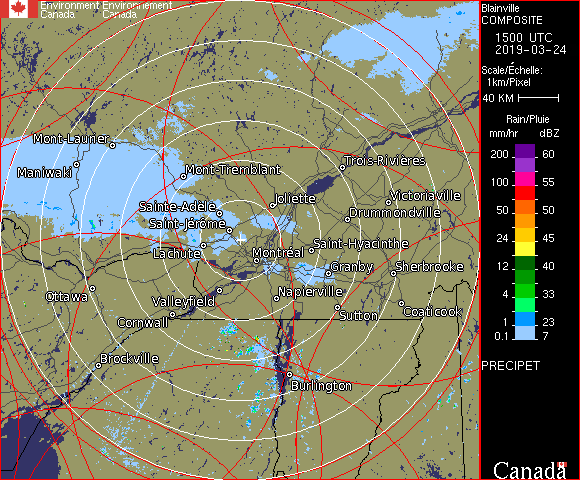 Environment Environnement
Canada Canada
Blainville
COMPOSITE
1500 UTC
2019-03-24
Scale/Échelle:
1km/Pixel
40 KM
Rain/Pluie
mm/hr dBZ
200 60
100 55
50 50
24 45
12 40
4 33
1 23
0.1 7
PRECIPET
Canada
Mont-Laurier
Maniwaki
Mont-Tremblant
Trois-Rivières
Sainte-Adèle
Joliette
Victoriaville
Drummondville
Saint-Jérôme
Lachute
Montréal
Saint-Hyacinthe
Granby
Sherbrooke
Ottawa
Valleyfield
Napierville
Cornwall
Sutton
Coaticook
Brockville
Burlington